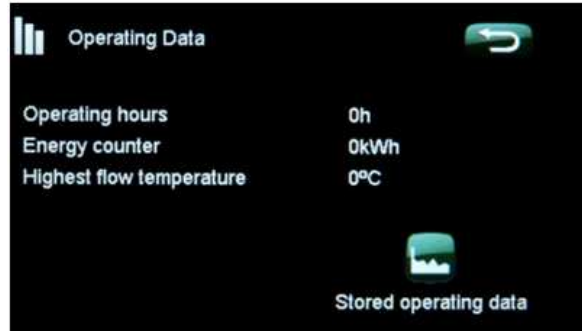 Operating Data
Operating hours 0h
Energy counter 0kWh
Highest flow temperature 0ºC
Stored operating data